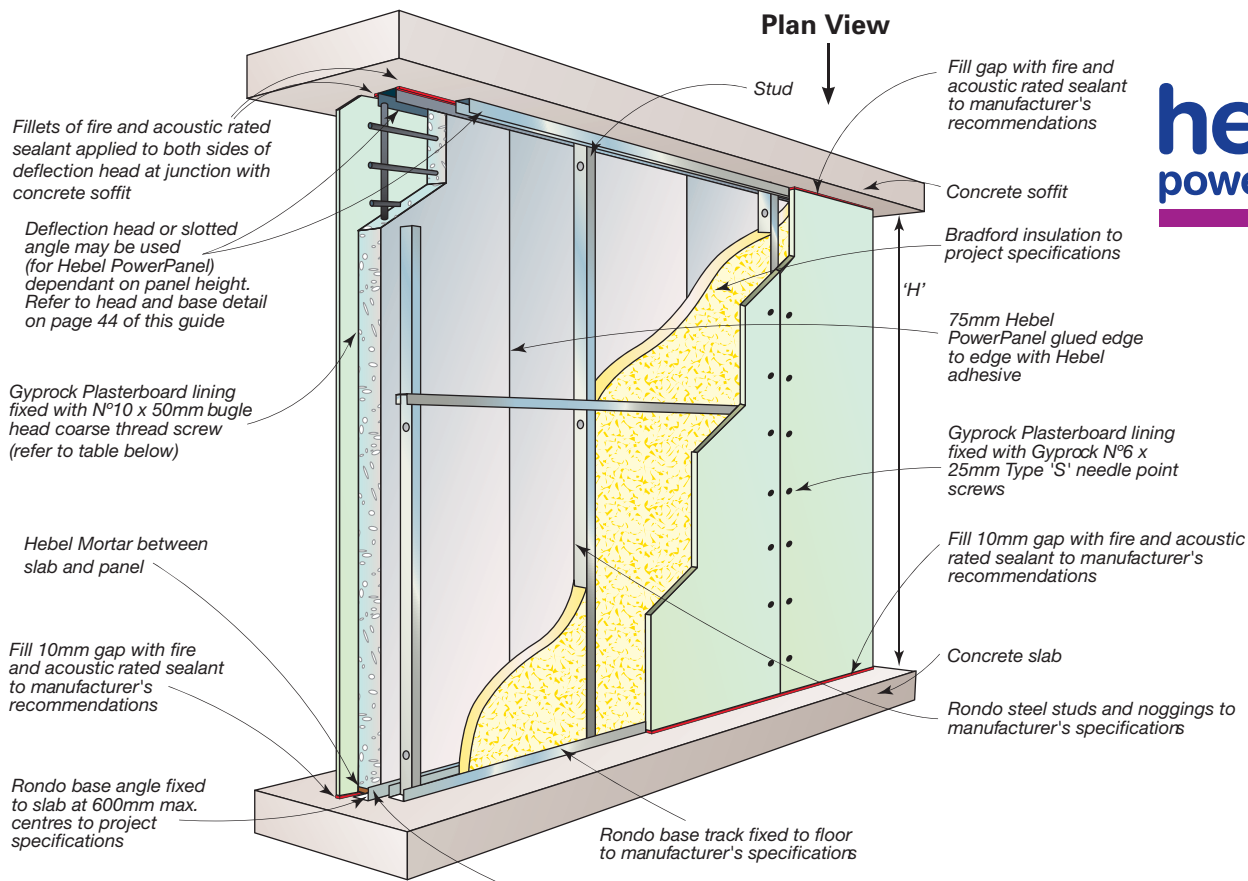 Plan View
Stud
Fill gap with fire and
acoustic rated sealant
to manufacturer's
recommendations
Concrete soffit
Bradford insulation to
project specifications
'H'
75mm Hebel
PowerPanel glued edge
to edge with Hebel
adhesive
Gyprock Plasterboard lining
fixed with Gyprock Nº6 x
25mm Type 'S' needle point
screws
Fill 10mm gap with fire and acoustic
rated sealant to manufacturer's
recommendations
Concrete slab
Rondo steel studs and noggings to
manufacturer's specifications
Fillets of fire and acoustic rated
sealant applied to both sides of
deflection head at junction with
concrete soffit
Deflection head or slotted
angle may be used
(for Hebel PowerPanel)
dependant on panel height.
Refer to head and base detail
on page 44 of this guide
Gyprock Plasterboard lining
fixed with Nº10 x 50mm bugle
head coarse thread screw
(refer to table below)
Hebel Mortar between
slab and panel
Fill 10mm gap with fire
and acoustic rated sealant
to manufacturer's
recommendations
Rondo base angle fixed
to slab at 600mm max.
centres to project
specifications
Rondo base track fixed to floor
to manufacturer's specifications
he
powe